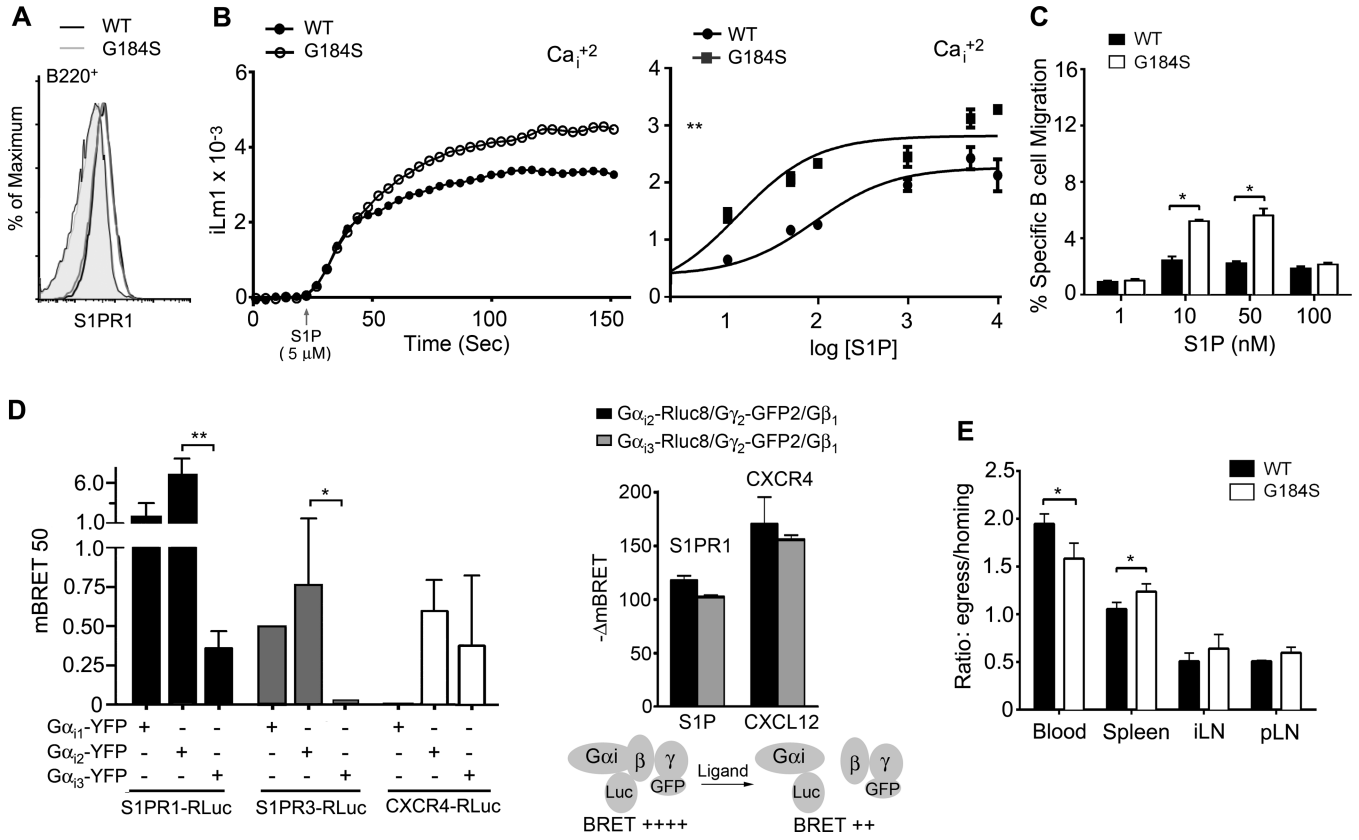 A
WT
G184S
B220+
% of Maximum
S1PR1
B
WT
G184S
Cai+2
iLm1 x 10-3
6
4
2
0
0
50
100
150
S1P
( 5 µM)
Time (Sec)
WT
G184S
Cai+2
**
4
3
2
1
0
1
2
3
4
log [S1P]
C
WT
G184S
% Specific B cell Migration
16
12
8
4
0
*
*
1
10
50
100
S1P (nM)
D
mBRET 50
6.0
1.0
1.0
0.75
0.50
0.25
0
**
*
Gαi1-YFP + - - + - - + - -
Gαi2-YFP - + - - + - - + -
Gαi3-YFP - - + - - + - - +
S1PR1-RLuc
S1PR3-RLuc
CXCR4-RLuc
Gαi2-Rluc8/Gγ2-GFP2/Gβ1
Gαi3-Rluc8/Gγ2-GFP2/Gβ1
-ΔmBRET
200
150
100
50
0
S1PR1
CXCR4
S1P
CXCL12
Gαi
β
γ
Luc
GFP
BRET ++++
Ligand
Gαi
β
γ
Luc
GFP
BRET ++
E
WT
G184S
Ratio: egress/homing
2.5
2.0
1.5
1.0
0.5
0
*
*
Blood
Spleen
iLN
pLN